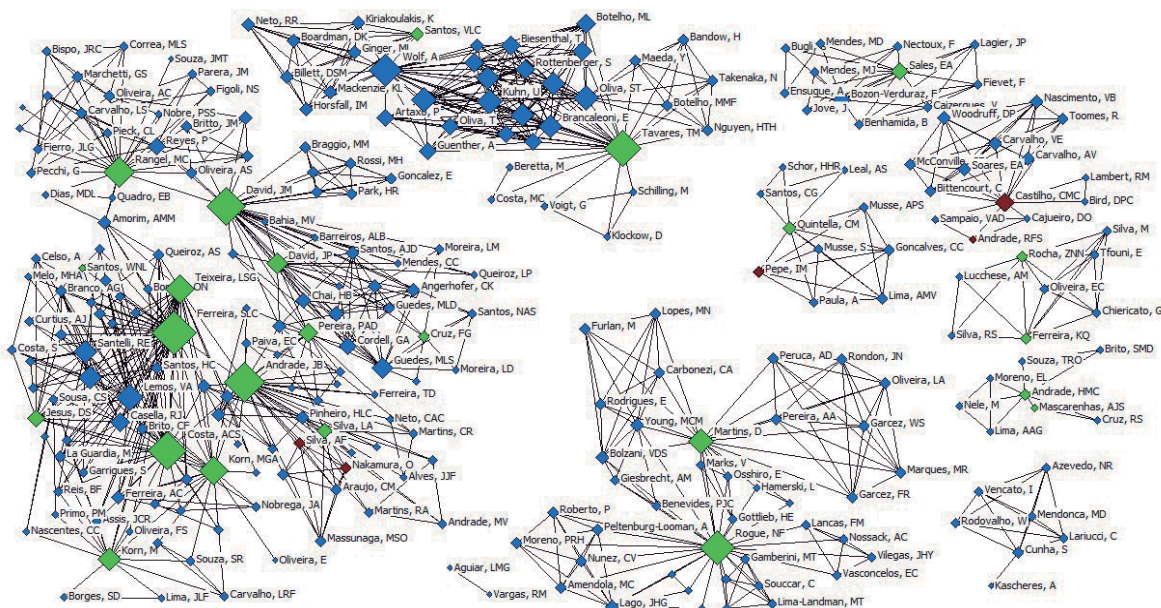 Neto, RR
Kiriakoulakis, K
Boardman, DK
Santos, VLC
Ginger, MI
Wolf, A
Billett, DSM
Mackenzie, KL
Horsfall, IM
Artaxo, P
Guenther, A
Botelho, ML
Biesenthal, T
Rottenberger, S
Kuhn, U
Oliva, ST
Oliva, T
Brancaleoni, E
Tavares, TM
Bandow, H
Maeda, Y
Takenaka, N
Botelho, MMF
Nguyen, HTH
Beretta, M
Costa, MC
Voigt, G
Schilling, M
Klockow, D
Bugli, J
Mendes, MD
Nectoux, F
Lagier, JP
Sales, EA
Mendes, MJ
Bozon-Verduraz, F
Fievet, F
Ensuque, A
Jove, J
Benhamida, B
Caizerques, V
Nascimento, VB
Woodruff, DP
Toomes, R
Carvalho, VE
McConville,
Soares, EA
Carvalho, AV
Bittencourt, C
Castilho, CMC
Lambert, RM
Bird, DPC
Sampaio, VAD
Cajueiro, DO
Andrade, RFS
Bispo, JRC
Correa, MLS
Souza, JMT
Marchetti, GS
Parera, JM
Oliveira, AC
Figoli, NS
Carvalho, LS
Nobre, PSS
Pieck, CL
Britto, JM
Fierro, JLG
Reyes, P
Pecchi, G
Rangel, MC
Oliveira, AS
Dias, MDL
Quadro, EB
Amorim, AMM
Braggio, MM
Rossi, MH
Goncalez, E
Park, HR
David, JM
Bahia, MV
Barreiros, ALB
Santos, AJD
Moreira, LM
Mendes, CC
David, JP
Queiroz, LP
Chai, HB
Angerhofer, CK
Guedes, MLD
Santos, NAS
Pereira, PAD
Cruz, FG
Cordell, GA
Guedes, MLS
Moreira, LD
Ferreira, TD
Schor, HHR
Leal, AS
Santos, CG
Musse, APS
Quintella, CM
Musse, S
Goncalves, CC
Pepe, IM
Paula, A
Lima, AMV
Silva, M
Rocha, ZNN
Tfouni, E
Lucchese, AM
Oliveira, EC
Chiericato, G
Silva, RS
Ferreira, KQ
Souza, TRO
Brito, SMD
Moreno, EL
Andrade, HMC
Nele, M
Mascarenhas, AJS
Cruz, RS
Lima, AAG
Celso, A
Queiroz, AS
Melo, MHA
Santos, WNL
Teixeira, LSG
Branco, AG
Curtius, AJ
Ferreira, SLC
Costa, S
Santelli, RE
Paiva, EC
Santos, HC
Andrade, JB
Sousa, CS
Lemos, VA
Jesus, DS
Casella, RJ
Brito, CF
Costa, ACS
Pinheiro, HLC
Neto, CAC
Silva, LA
Martins, CR
Silva, AF
La Guardia, M
Korn, MGA
Nakamura, O
Alves, JJF
Garrigues, S
Reis, BF
Ferreira, AC
Araujo, CM
Nobrega, JA
Martins, RA
Primo, PM
Assis, JCR
Andrade, MV
Nascentes, CC
Oliveira, FS
Massunaga, MSO
Korn, M
Souza, SR
Oliveira, E
Borges, SD
Lima, JLF
Carvalho, LRF
Lopes, MN
Furlan, M
Carbonezi, CA
Peruca, AD
Rondon, JN
Oliveira, LA
Rodrigues, E
Young, MCM
Pereira, AA
Garcez, WS
Martins, D
Bolzani, VDS
Giesbrecht, AM
Marks, V
Osshiro, E
Marques, MR
Garcez, FR
Benevides, PJC
Hamerski, L
Roberto, P
Gottlieb, HE
Peltenburg-Looman, A
Lancas, FM
Moreno, PRH
Rogue, NF
Nossack, AC
Nunez, CV
Gamberini, MT
Vilegas, JHY
Vasconcelos, EC
Amendola, MC
Souccar, C
Lago, JHG
Lima-Landman, MT
Aguiar, LMG
Vargas, RM
Azevedo, NR
Vencato, I
Mendonca, MD
Rodovalho, W
Lariucci, C
Cunha, S
Kascheres, A